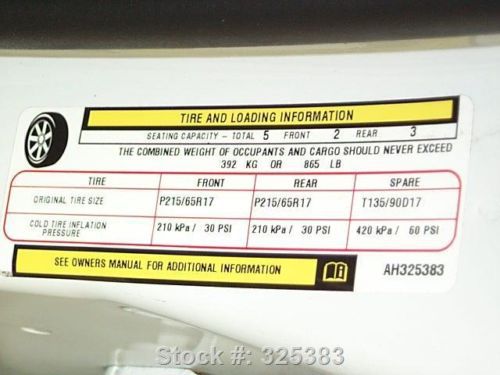 TIRE AND LOADING INFORMATION
SEATING CAPACITY - TOTAL 5 FRONT 2 REAR 3
THE COMBINED WEIGHT OF OCCUPANTS AND CARGO SHOULD NEVER EXCEED
392 KG OR 865 LB
TIRE FRONT REAR SPARE
ORIGINAL TIRE SIZE P215/65R17 P215/65R17 T135/90D17
COLD TIRE INFLATION PRESSURE 210 kPa / 30 PSI 210 kPa / 30 PSI 420 kPa / 60 PSI
SEE OWNERS MANUAL FOR ADDITIONAL INFORMATION AH325383
Stock #: 325383